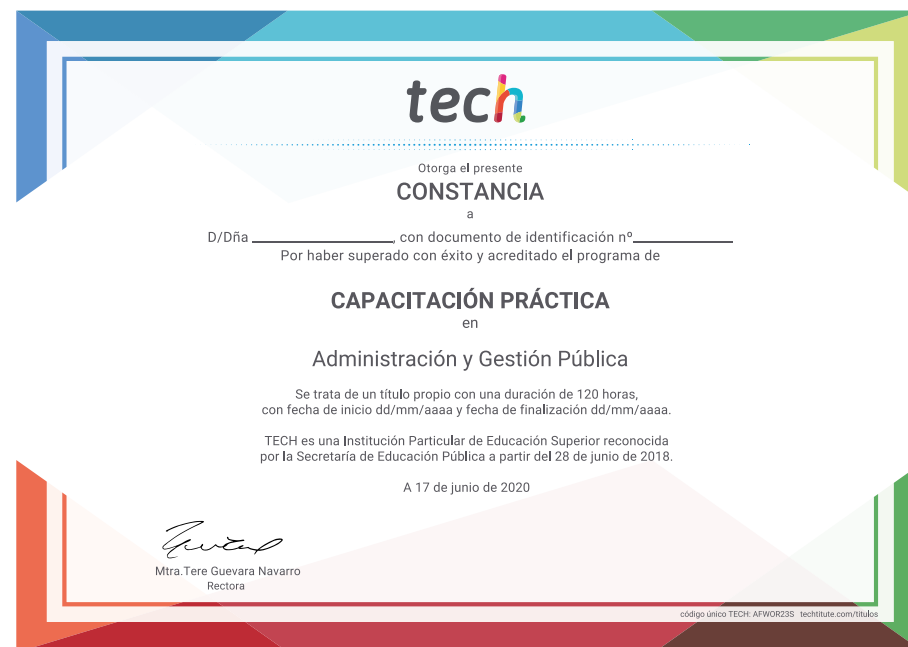 tech
Otorga el presente
CONSTANCIA
a
D/Dña ________________, con documento de identificación nº____________
Por haber superado con éxito y acreditado el programa de
CAPACITACIÓN PRÁCTICA
en
Administración y Gestión Pública
Se trata de un título propio con una duración de 120 horas,
con fecha de inicio dd/mm/aaaa y fecha de finalización dd/mm/aaaa.
TECH es una Institución Particular de Educación Superior reconocida
por la Secretaría de Educación Pública a partir del 28 de junio de 2018.
A 17 de junio de 2020
Mtra.Tere Guevara Navarro
Rectora
código único TECH: AFWOR23S techtitute.com/titulos